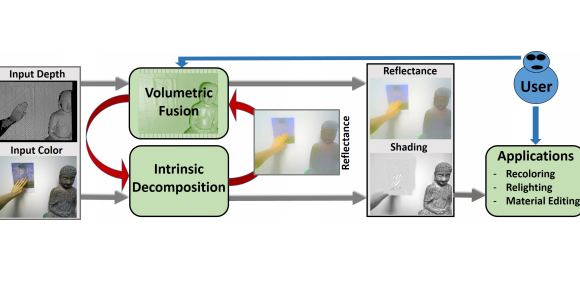 Input Depth
Input Color
Volumetric
Fusion
Intrinsic
Decomposition
Reflectance
Reflectance
Shading
User
Applications
- Recoloring
- Relighting
- Material Editing